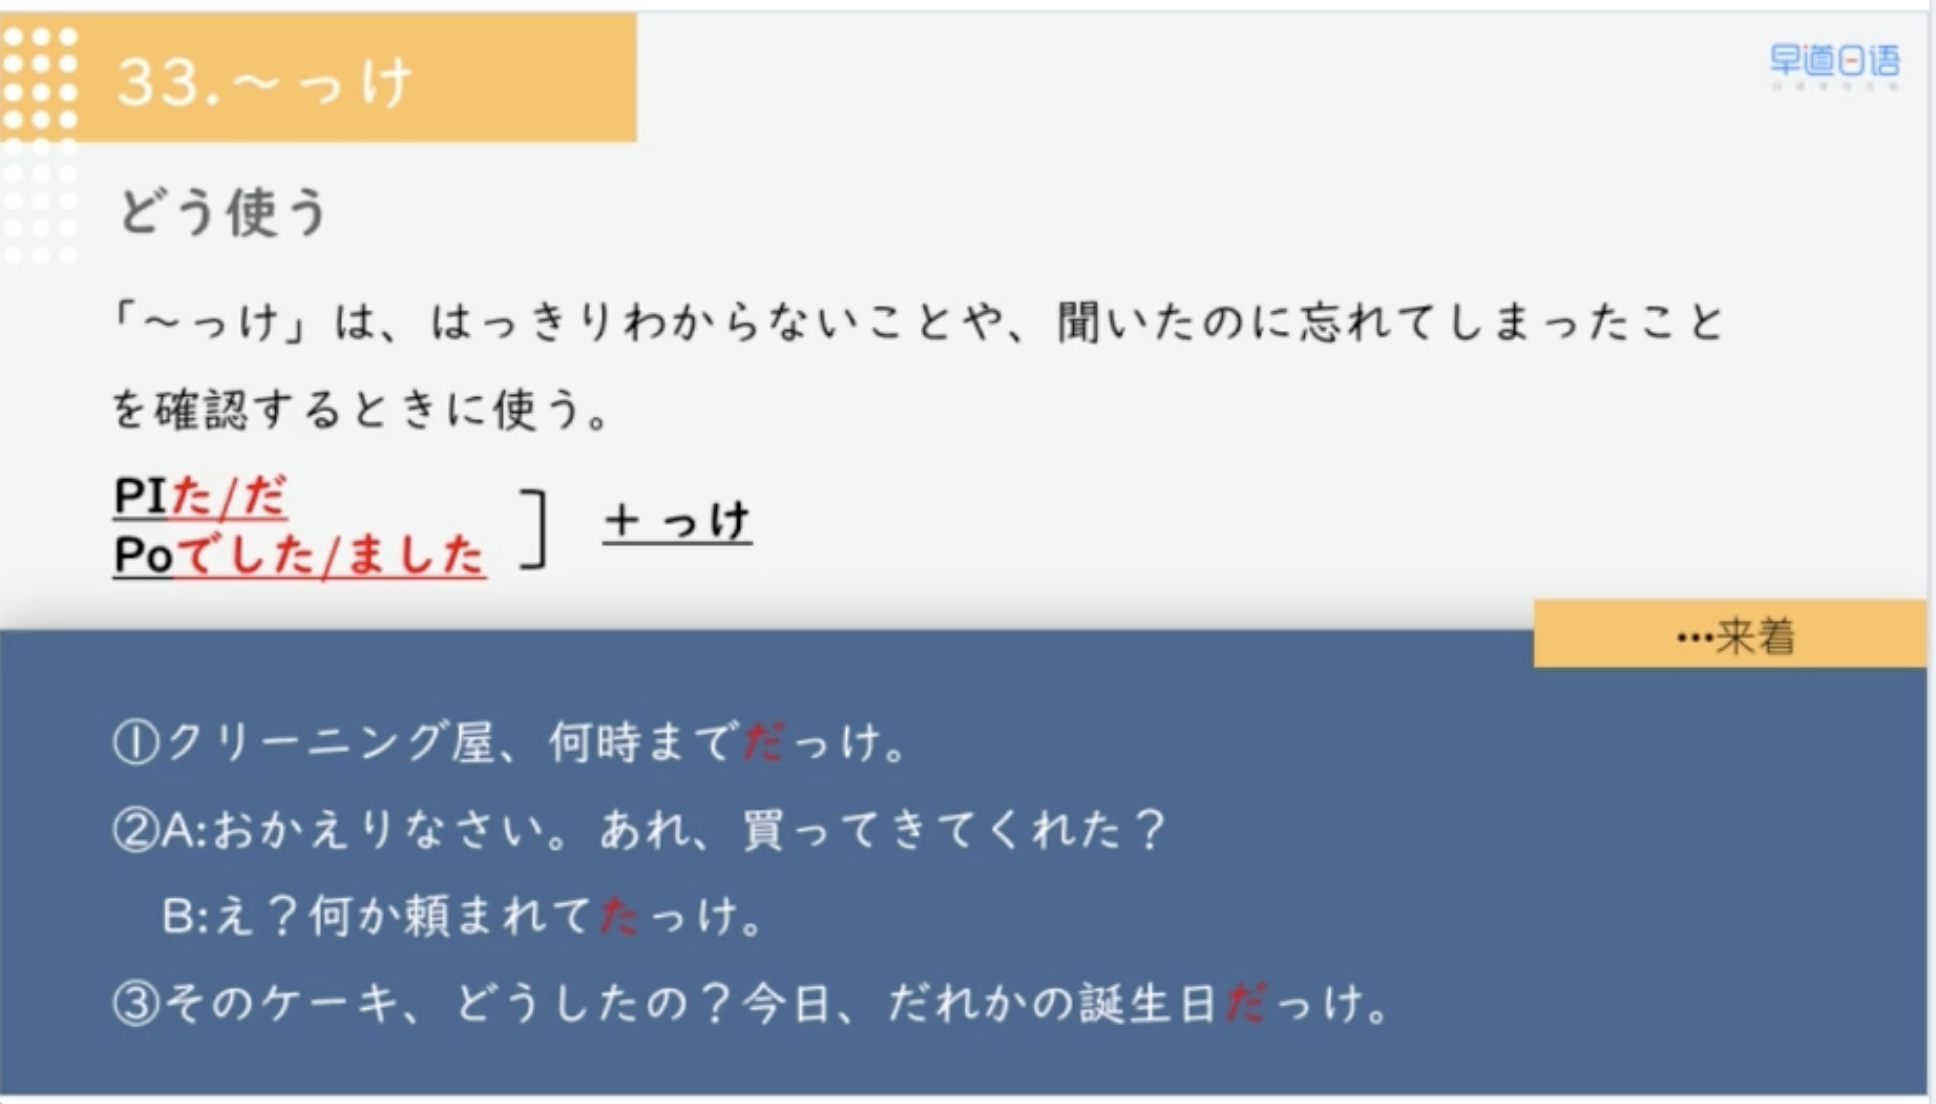 33.～っけ
早道日语
どう使う
「～っけ」は、はっきりわからないことや、聞いたのに忘れてしまったこと
を確認するときに使う。
PIた/だ
Poでした/ました
] ＋ っけ
…来着
①クリーニング屋、何時までだっけ。
②A:おかえりなさい。あれ、買ってきてくれた？
B:え？何か頼まれてたっけ。
③そのケーキ、どうしたの？今日、だれかの誕生日だっけ。